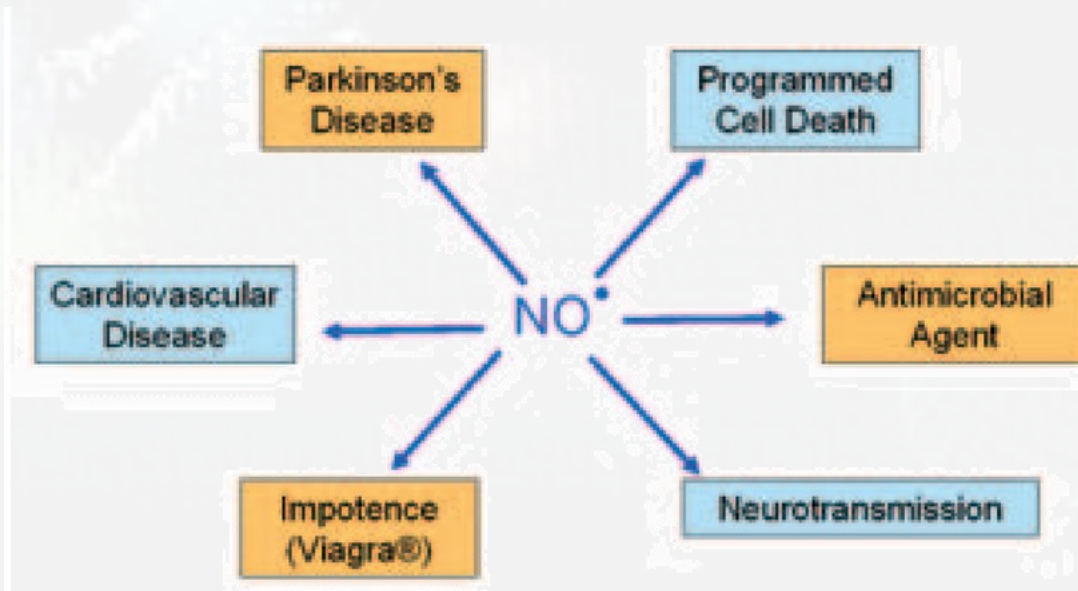 Parkinson's
Disease
Programmed
Cell Death
Cardiovascular
Disease
NO•
Antimicrobial
Agent
Impotence
(Viagra®)
Neurotransmission